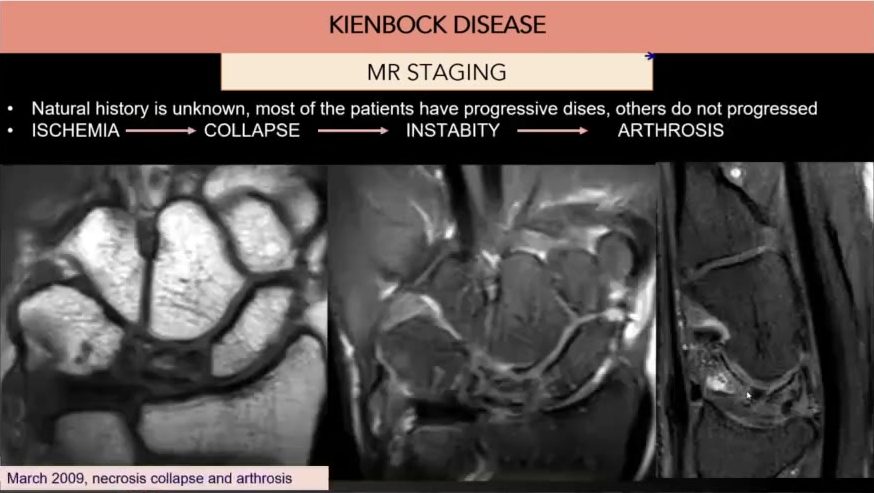 KIENBOCK DISEASE
MR STAGING
• Natural history is unknown, most of the patients have progressive dises, others do not progressed
• ISCHEMIA → COLLAPSE → INSTABITY → ARTHROSIS
March 2009, necrosis collapse and arthrosis